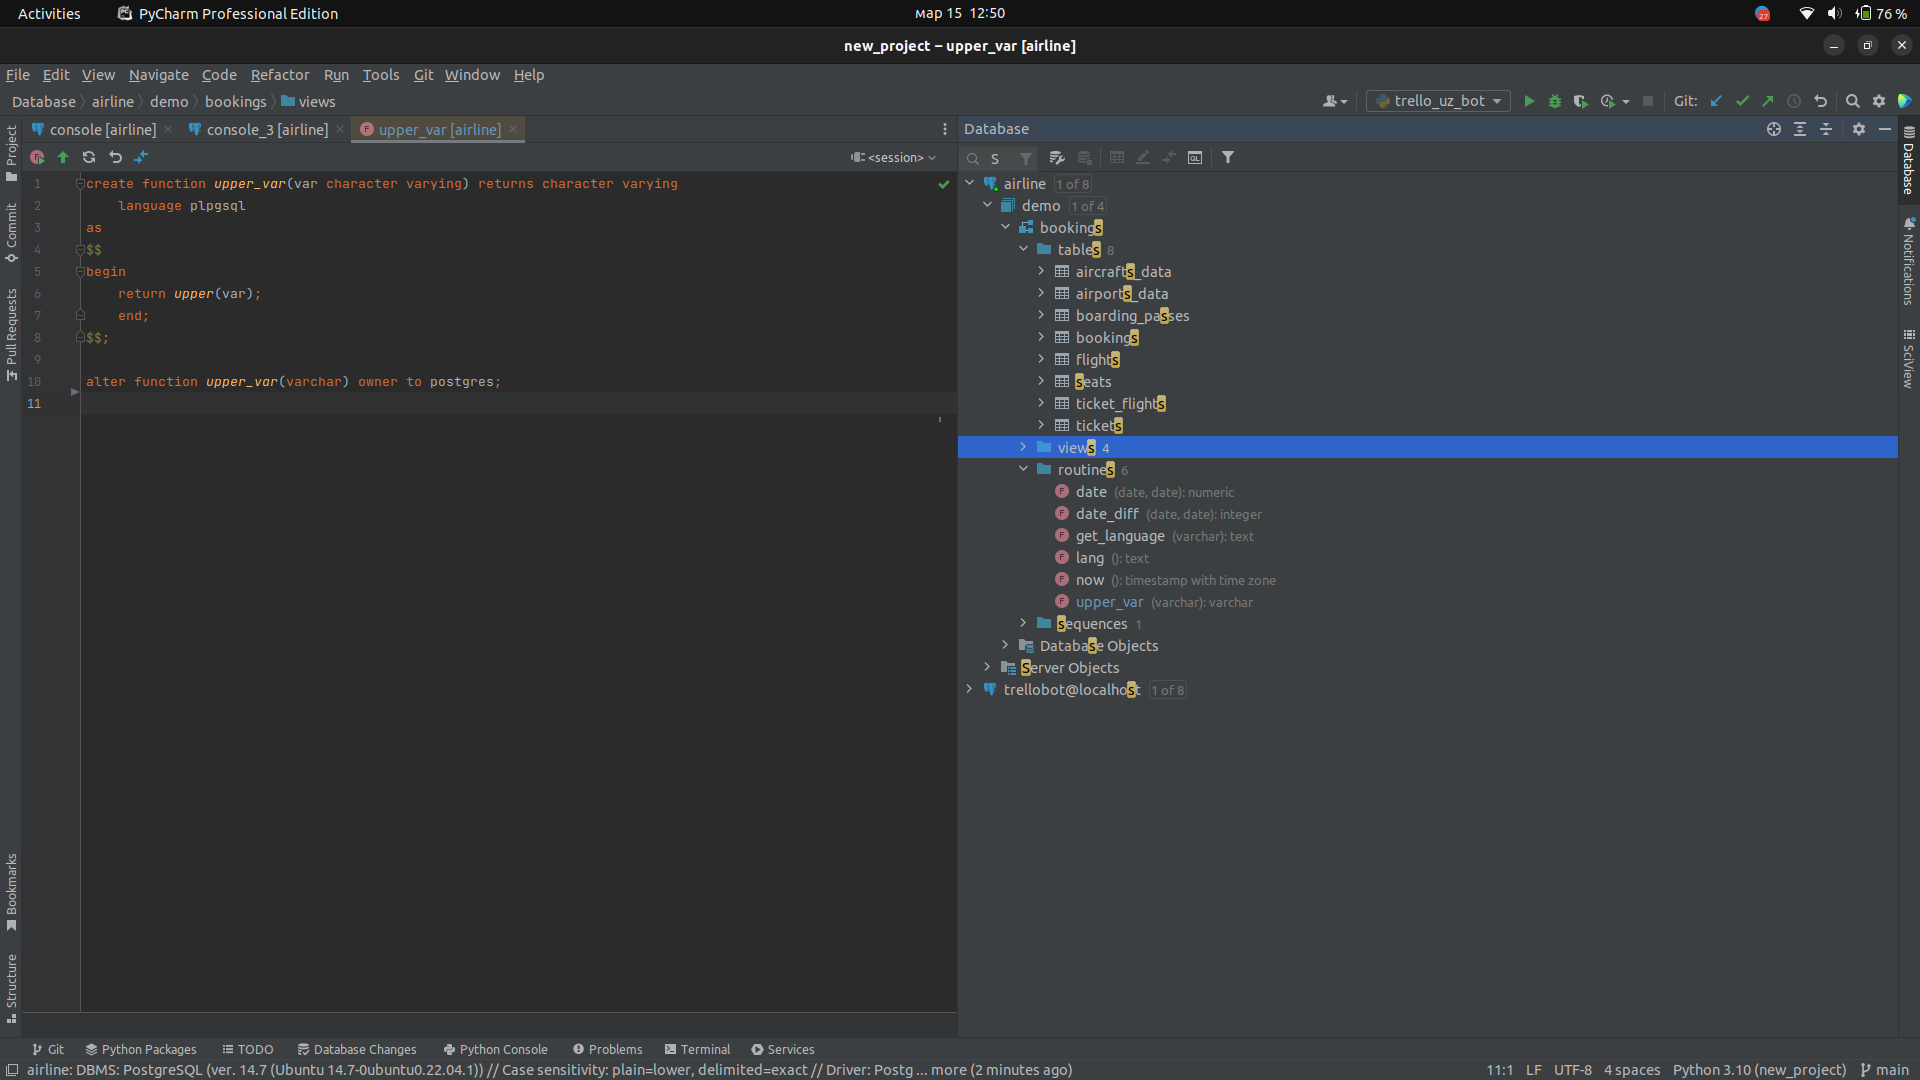 Activities PyCharm Professional Edition мар 15 12:50 27 76 %
new_project – upper_var [airline]
File Edit View Navigate Code Refactor Run Tools Git Window Help
Database airline demo bookings views trello_uz_bot Git:
console [airline] console_3 [airline] upper_var [airline]
<session>
1 create function upper_var(var character varying) returns character varying
2 language plpgsql
3 as
4 $$
5 begin
6 return upper(var);
7 end;
8 $$;
9
10 alter function upper_var(varchar) owner to postgres;
11
Database
S
airline 1 of 8
demo 1 of 4
bookings
tables 8
aircrafts_data
airports_data
boarding_passes
bookings
flights
seats
ticket_flights
tickets
views 4
routines 6
date (date, date): numeric
date_diff (date, date): integer
get_language (varchar): text
lang (): text
now (): timestamp with time zone
upper_var (varchar): varchar
sequences 1
Database Objects
Server Objects
trellobot@localhost 1 of 8
Project
Commit
Pull Requests
Bookmarks
Structure
Database
Notifications
SciView
Git Python Packages TODO Database Changes Python Console Problems Terminal Services
airline: DBMS: PostgreSQL (ver. 14.7 (Ubuntu 14.7-0ubuntu0.22.04.1)) // Case sensitivity: plain=lower, delimited=exact // Driver: Postg ... more (2 minutes ago) 11:1 LF UTF-8 4 spaces Python 3.10 (new_project) main